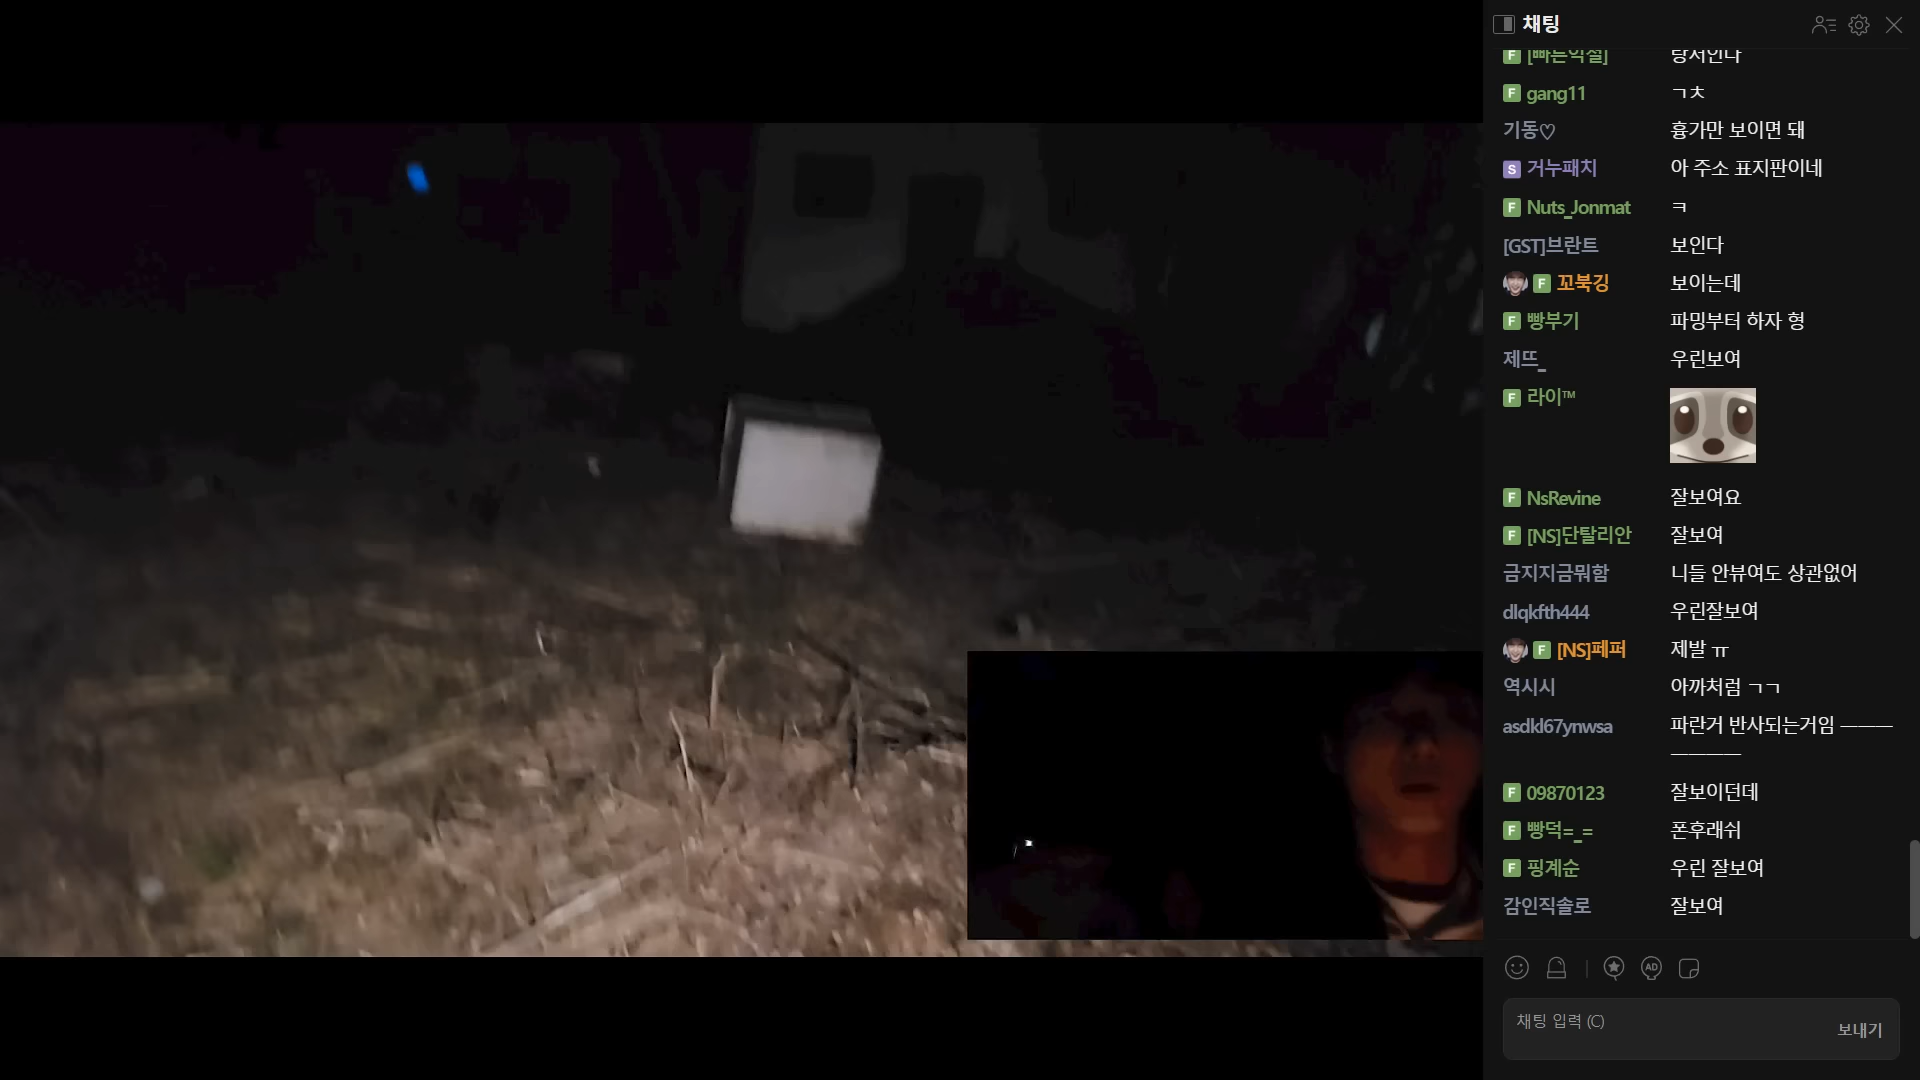 채팅
gang11 ㄱㅊ
기동♡ 흉가만 보이면 돼
거누패치 아 주소 표지판이네
Nuts_Jonmat ㅋ
[GST]브란트 보인다
꼬북깅 보이는데
빵부기 파밍부터 하자 형
제뜨_ 우린보여
라이™
NsRevine 잘보여요
[NS]단탈리안 잘보여
금지지금뭐함 니들 안뷰여도 상관없어
dlqkfth444 우린잘보여
[NS]페퍼 제발 ㅠ
역시시 아까처럼 ㄱㄱ
asdkl67ynwsa 파란거 반사되는거임 ㅡㅡㅡ
ㅡㅡㅡㅡ
09870123 잘보이던데
빵덕=_= 폰후래쉬
핑계순 우린 잘보여
감인직솔로 잘보여
채팅 입력 (C)
보내기